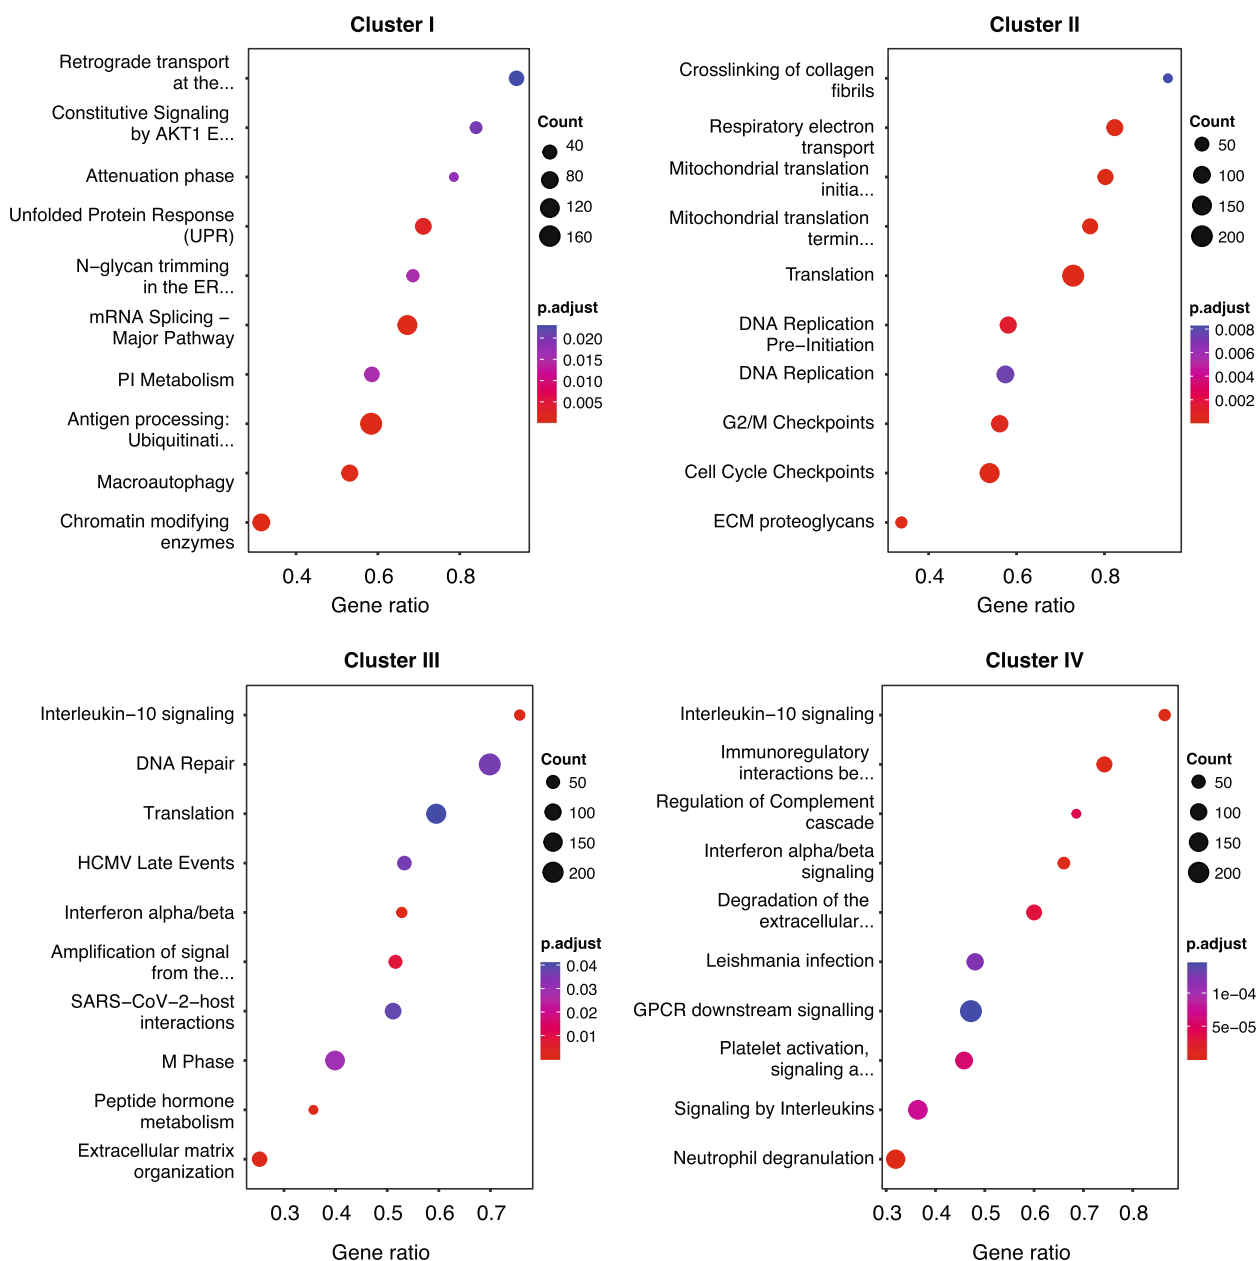 Cluster I
Retrograde transport
at the...
Constitutive Signaling
by AKT1 E...
Attenuation phase
Unfolded Protein Response
(UPR)
N−glycan trimming
in the ER...
mRNA Splicing −
Major Pathway
PI Metabolism
Antigen processing:
Ubiquitinati...
Macroautophagy
Chromatin modifying
enzymes
0.4 0.6 0.8
Gene ratio
Count
40
80
120
160
p.adjust
0.020
0.015
0.010
0.005
Cluster II
Crosslinking of collagen
fibrils
Respiratory electron
transport
Mitochondrial translation
initia...
Mitochondrial translation
termin...
Translation
DNA Replication
Pre−Initiation
DNA Replication
G2/M Checkpoints
Cell Cycle Checkpoints
ECM proteoglycans
0.4 0.6 0.8
Gene ratio
Count
50
100
150
200
p.adjust
0.008
0.006
0.004
0.002
Cluster III
Interleukin−10 signaling
DNA Repair
Translation
HCMV Late Events
Interferon alpha/beta
Amplification of signal
from the...
SARS−CoV−2−host
interactions
M Phase
Peptide hormone
metabolism
Extracellular matrix
organization
0.3 0.4 0.5 0.6 0.7
Gene ratio
Count
50
100
150
200
p.adjust
0.04
0.03
0.02
0.01
Cluster IV
Interleukin−10 signaling
Immunoregulatory
interactions be...
Regulation of Complement
cascade
Interferon alpha/beta
signaling
Degradation of the
extracellular...
Leishmania infection
GPCR downstream signalling
Platelet activation,
signaling a...
Signaling by Interleukins
Neutrophil degranulation
0.3 0.4 0.5 0.6 0.7 0.8
Gene ratio
Count
50
100
150
200
p.adjust
1e−04
5e−05